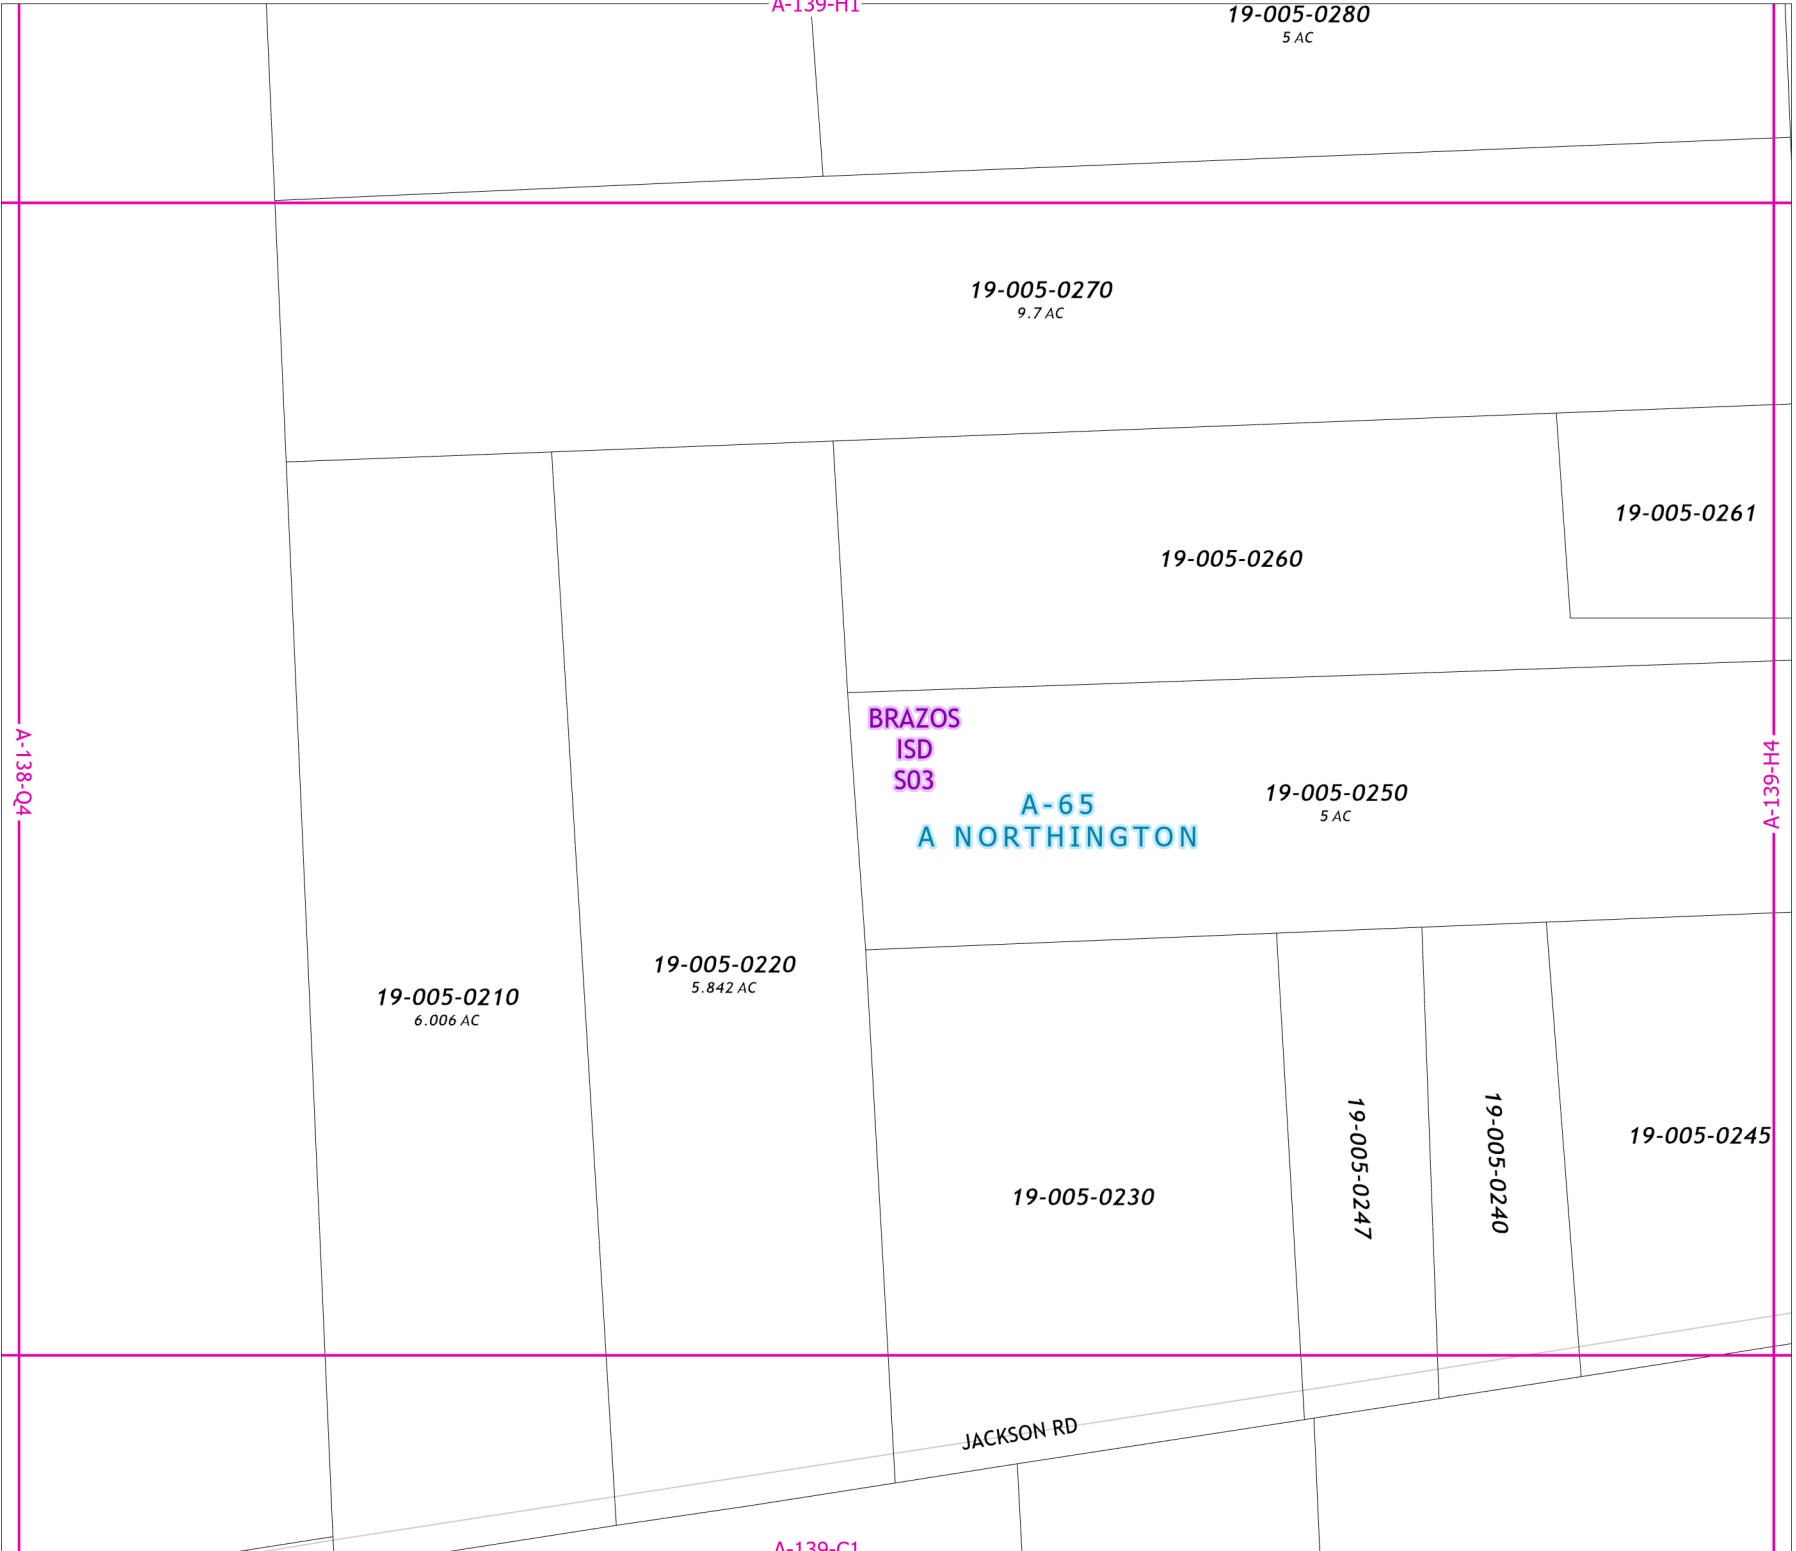 A-139-H1
19-005-0280
5 AC
19-005-0270
9.7 AC
19-005-0261
19-005-0260
BRAZOS
ISD
S03
A-138-Q4
A-139-H4
19-005-0250
5 AC
A-65
A NORTHINGTON
19-005-0220
5.842 AC
19-005-0210
6.006 AC
19-005-0247
19-005-0240
19-005-0245
19-005-0230
JACKSON RD
A-139-C1